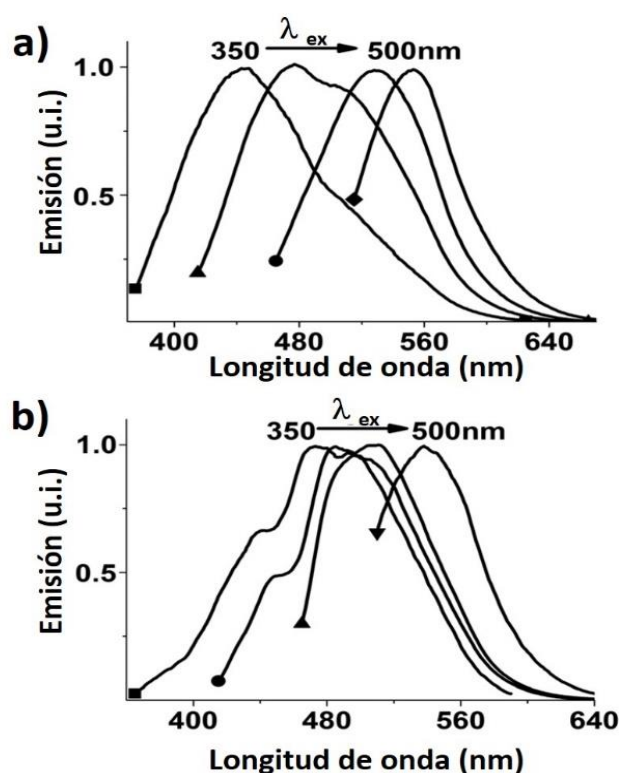 a)
λ ex
350 500nm
1.0
0.5
Emisión (u.i.)
400 480 560 640
Longitud de onda (nm)
b)
λ ex
350 500nm
1.0
0.5
Emisión (u.i.)
400 480 560 640
Longitud de onda (nm)